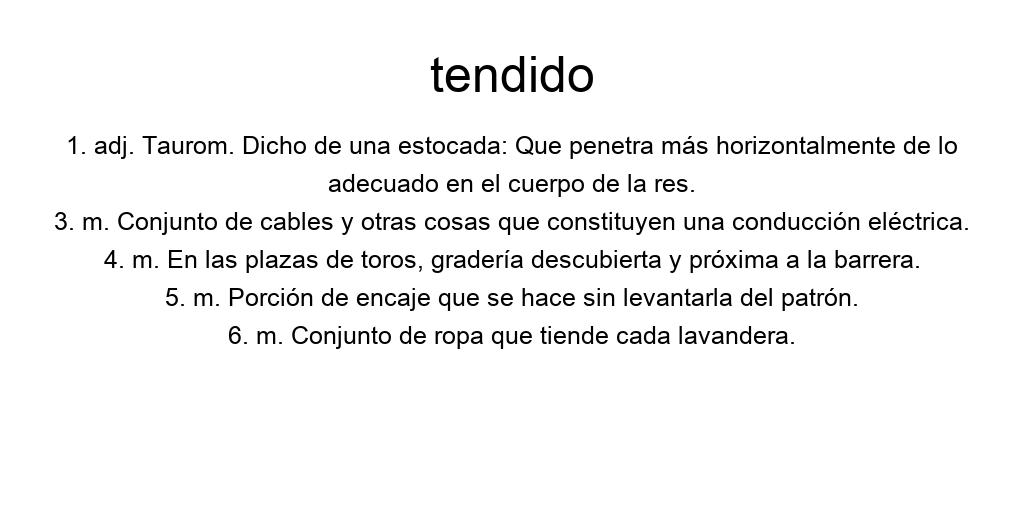 tendido
1. adj. Taurom. Dicho de una estocada: Que penetra más horizontalmente de lo
adecuado en el cuerpo de la res.
3. m. Conjunto de cables y otras cosas que constituyen una conducción eléctrica.
4. m. En las plazas de toros, gradería descubierta y próxima a la barrera.
5. m. Porción de encaje que se hace sin levantarla del patrón.
6. m. Conjunto de ropa que tiende cada lavandera.